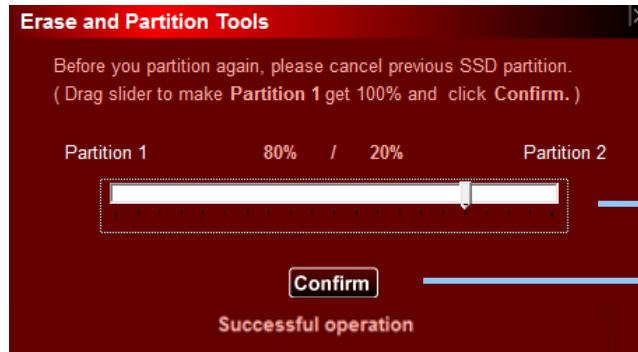 Erase and Partition Tools
Before you partition again, please cancel previous SSD partition.
( Drag slider to make Partition 1 get 100% and click Confirm. )
Partition 1 80% / 20% Partition 2
Confirm
Successful operation